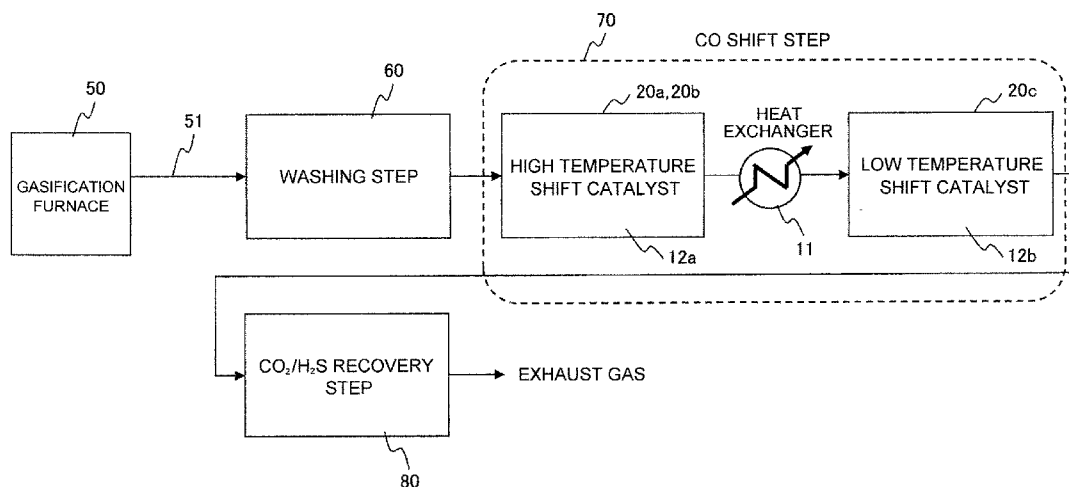 70
CO SHIFT STEP
60
50
51
20a,20b
20c
HEAT
EXCHANGER
GASIFICATION
FURNACE
WASHING STEP
HIGH TEMPERATURE
SHIFT CATALYST
LOW TEMPERATURE
SHIFT CATALYST
12a
11
12b
CO₂/H₂S RECOVERY
STEP
EXHAUST GAS
80